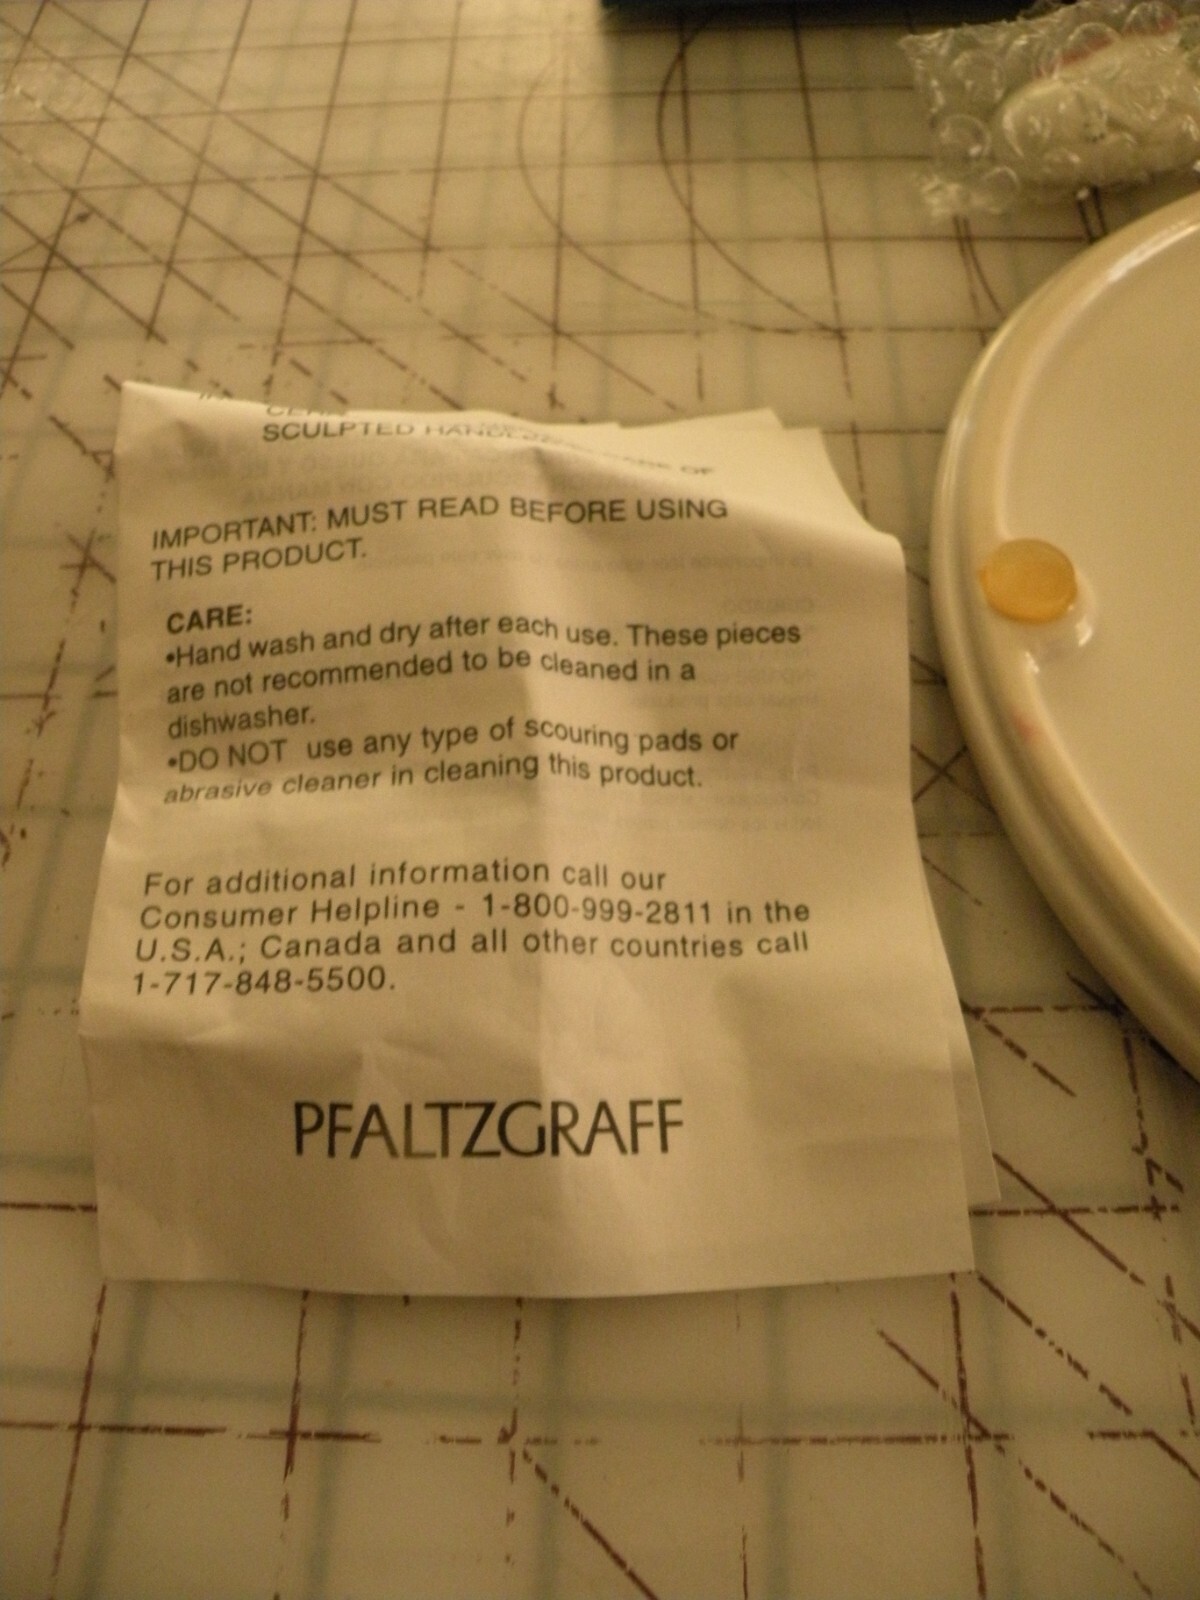 SCULPTED
OF
IMPORTANT: MUST READ BEFORE USING
THIS PRODUCT.
CARE:
•Hand wash and dry after each use. These pieces
are not recommended to be cleaned in a
dishwasher.
•DO NOT use any type of scouring pads or
abrasive cleaner in cleaning this product.
For additional information call our
Consumer Helpline - 1-800-999-2811 in the
U.S.A.; Canada and all other countries call
1-717-848-5500.
PFALTZGRAFF